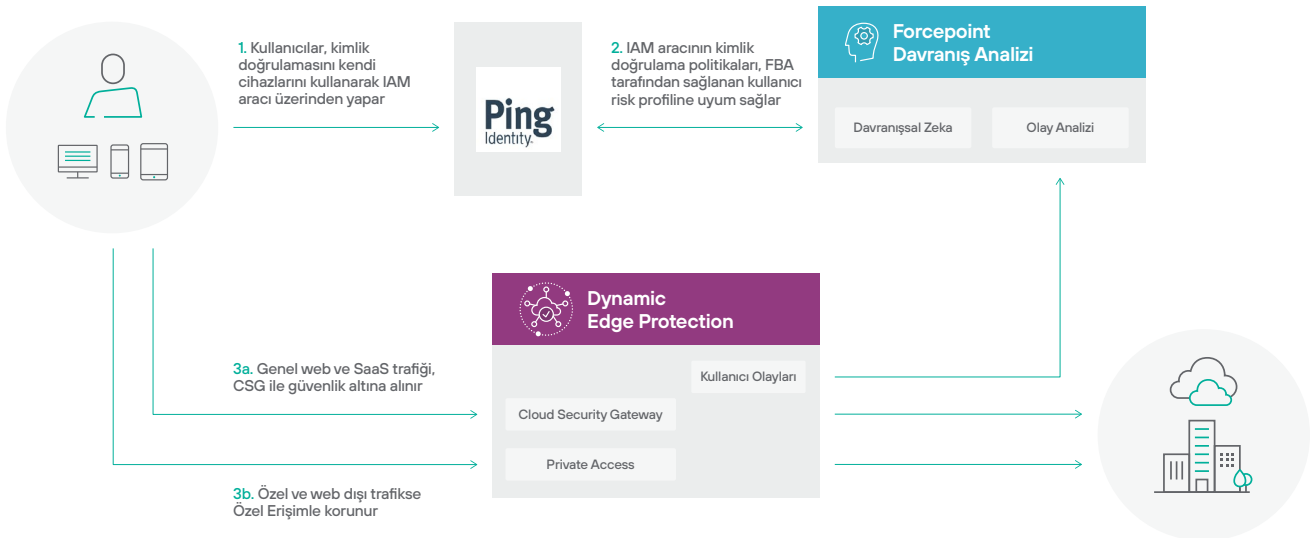 1. Kullanıcılar, kimlik
doğrulamasını kendi
cihazlarını kullanarak IAM
aracı üzerinden yapar
Ping
Identity.
2. IAM aracının kimlik
doğrulama politikaları, FBA
tarafından sağlanan kullanıcı
risk profiline uyum sağlar
Forcepoint
Davranış Analizi
Davranışsal Zeka
Olay Analizi
Dynamic
Edge Protection
Kullanıcı Olayları
Cloud Security Gateway
Private Access
3a. Genel web ve SaaS trafiği,
CSG ile güvenlik altına alınır
3b. Özel ve web dışı trafikse
Özel Erişimle korunur